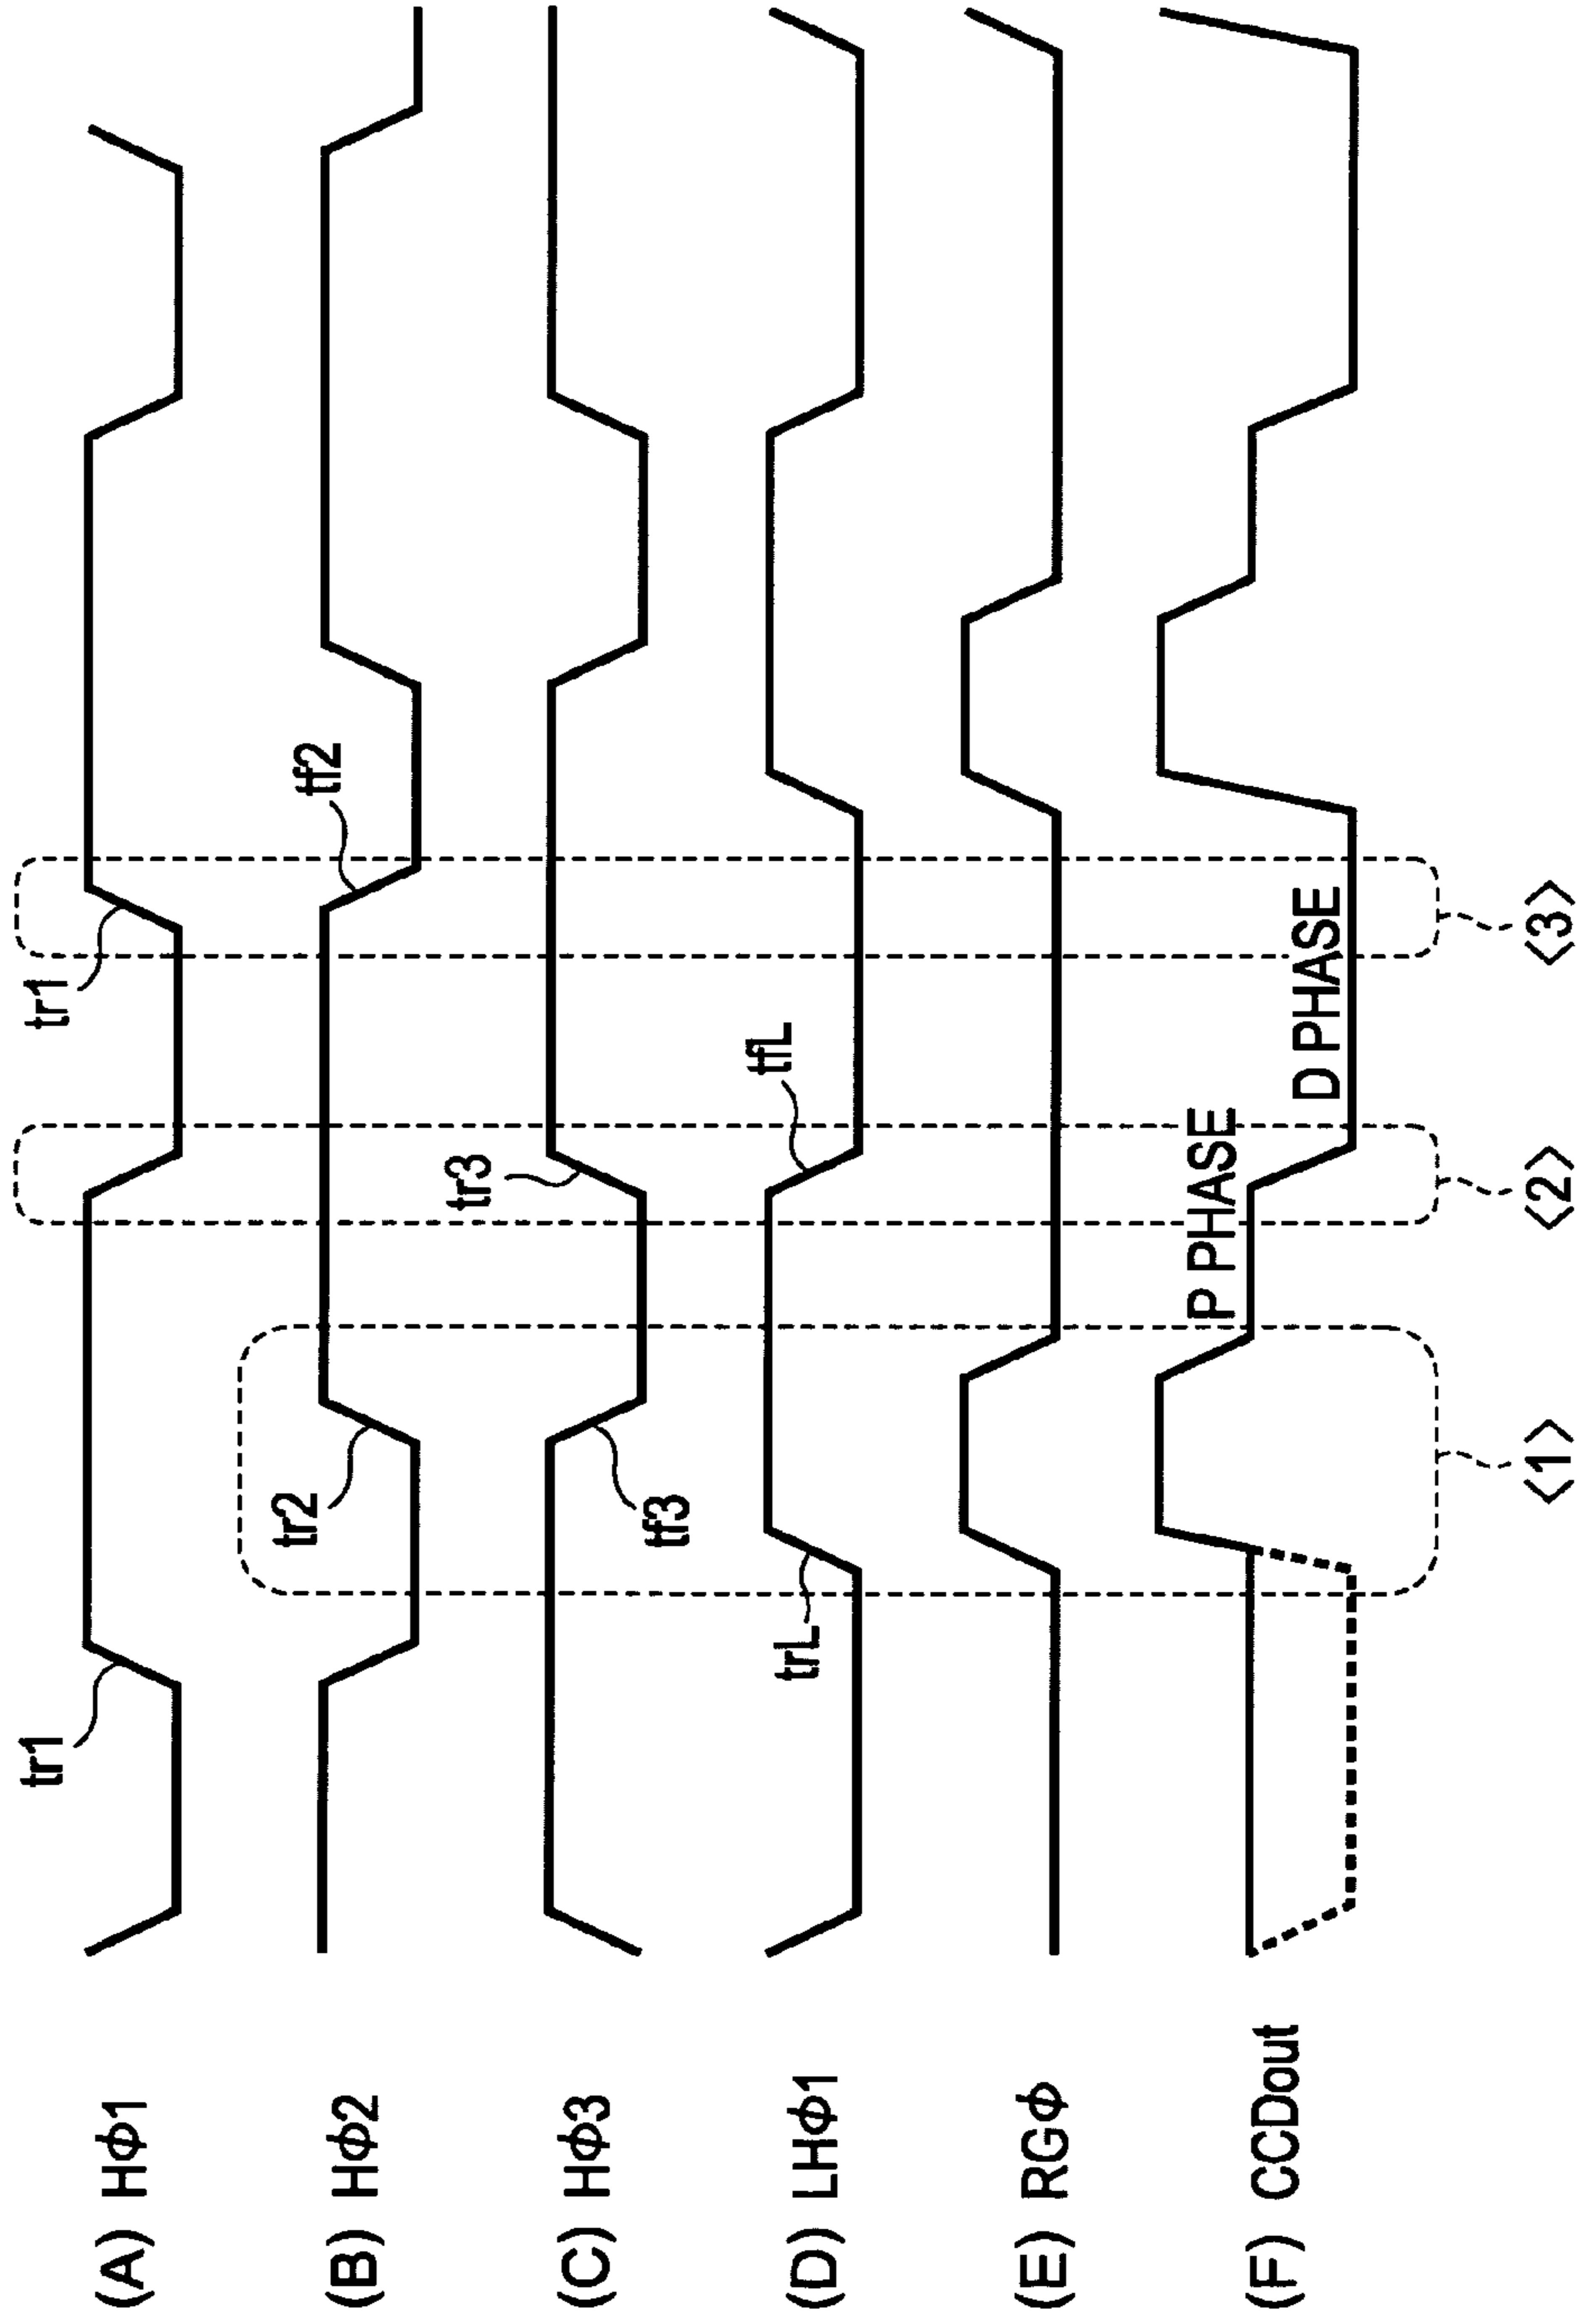 (A) HΦ1
tr1
tr1
(B) HΦ2
tr2
tf2
(C) HΦ3
tf3
tr3
(D) LHΦ1
trL
tfL
(E) RGΦ
(F) CCDout
P PHASE
D PHASE
<1>
<2>
<3>